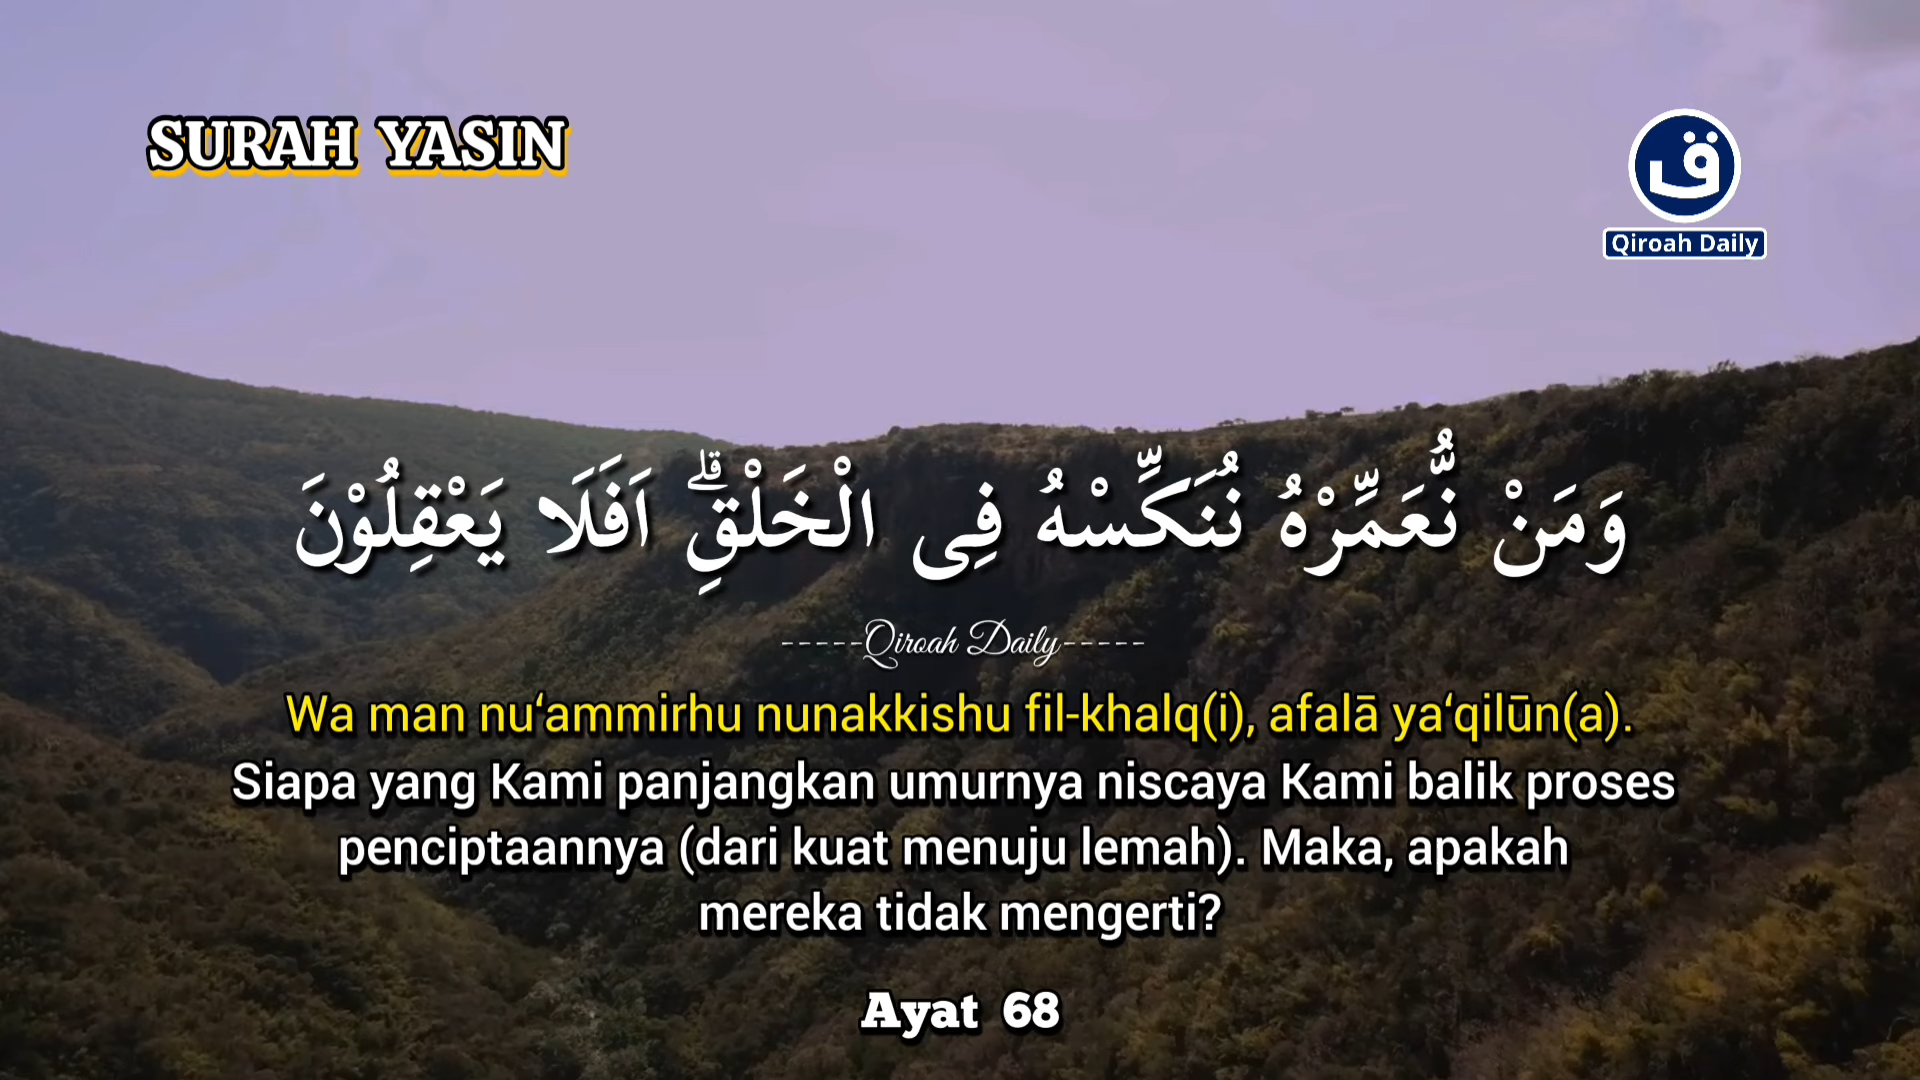 SURAH YASIN
ق
Qiroah Daily
وَمَنْ نُّعَمِّرْهُ نُنَكِّسْهُ فِى الْخَلْقِۗ اَفَلَا يَعْقِلُوْنَ
-----Qiroah Daily-----
Wa man nu‘ammirhu nunakkishu fil-khalq(i), afalā ya‘qilūn(a).
Siapa yang Kami panjangkan umurnya niscaya Kami balik proses
penciptaannya (dari kuat menuju lemah). Maka, apakah
mereka tidak mengerti?
Ayat 68